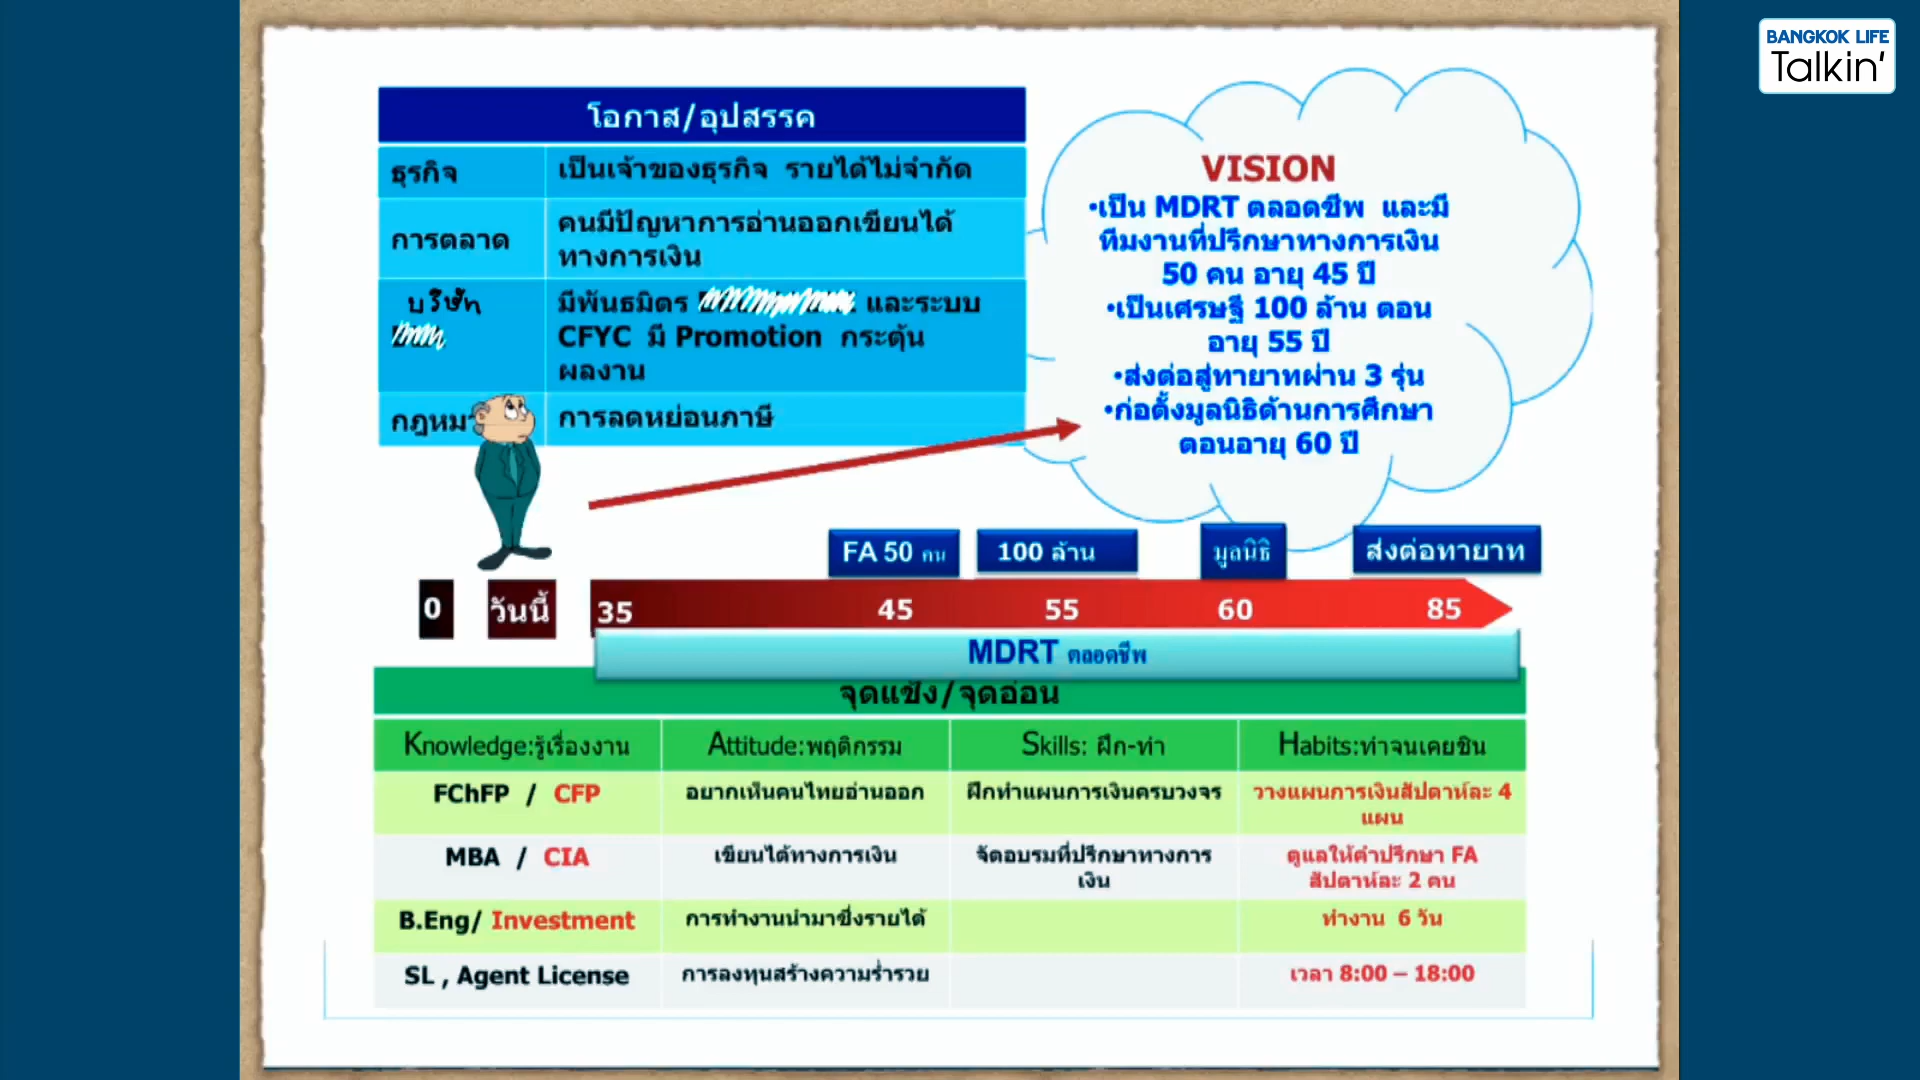 BANGKOK LIFE
Talkin'
โอกาส/อุปสรรค
ธุรกิจ
เป็นเจ้าของธุรกิจ รายได้ไม่จำกัด
การตลาด
คนมีปัญหาการอ่านออกเขียนได้
ทางการเงิน
บริษัท
มีพันธมิตร และระบบ
CFYC มี Promotion กระตุ้น
ผลงาน
กฎหมา
การลดหย่อนภาษี
VISION
•เป็น MDRT ตลอดชีพ และมี
ทีมงานที่ปรึกษาทางการเงิน
50 คน อายุ 45 ปี
•เป็นเศรษฐี 100 ล้าน ตอน
อายุ 55 ปี
•ส่งต่อสู่ทายาทผ่าน 3 รุ่น
•ก่อตั้งมูลนิธิด้านการศึกษา
ตอนอายุ 60 ปี
FA 50 คน
100 ล้าน
มูลนิธิ
ส่งต่อทายาท
0
วันนี้
35
45
55
60
85
MDRT ตลอดชีพ
จุดแข็ง/จุดอ่อน
Knowledge:รู้เรื่องงาน
Attitude:พฤติกรรม
Skills: ฝึก-ทำ
Habits:ทำจนเคยชิน
FChFP / CFP
อยากเห็นคนไทยอ่านออก
ฝึกทำแผนการเงินครบวงจร
วางแผนการเงินสัปดาห์ละ 4
แผน
MBA / CIA
เขียนได้ทางการเงิน
จัดอบรมที่ปรึกษาทางการ
เงิน
ดูแลให้คำปรึกษา FA
สัปดาห์ละ 2 คน
B.Eng/ Investment
การทำงานนำมาซึ่งรายได้
ทำงาน 6 วัน
SL , Agent License
การลงทุนสร้างความร่ำรวย
เวลา 8:00 – 18:00